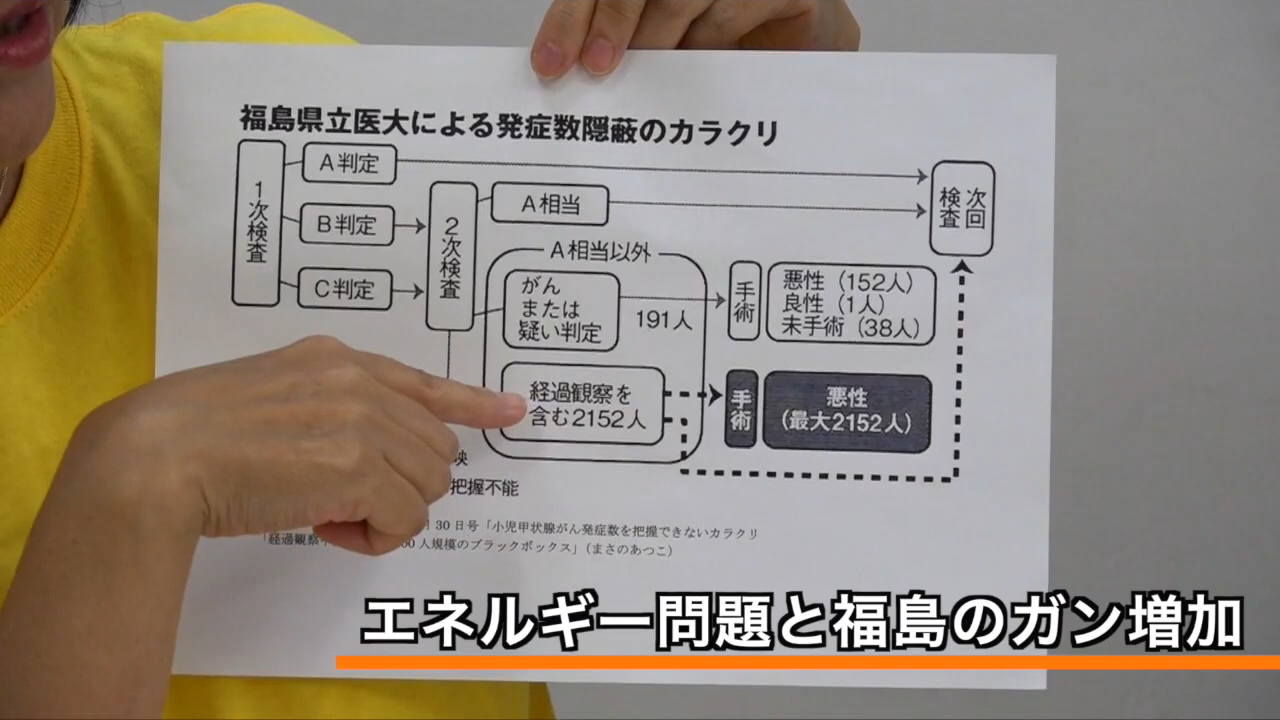 福島県立医大による発症数隠蔽のカラクリ
1次検査
A判定
B判定
C判定
2次検査
A相当
A相当以外
がん
または
疑い判定
191人
手術
悪性（152人）
良性（1人）
未手術（38人）
次回
検査
経過観察を
含む2152人
手術
悪性
（最大2152人）
映
把握不能
月30日号「小児甲状腺がん発症数を把握できないカラクリ
「経過観察 00人規模のブラックボックス」（まさのあつこ）
エネルギー問題と福島のガン増加